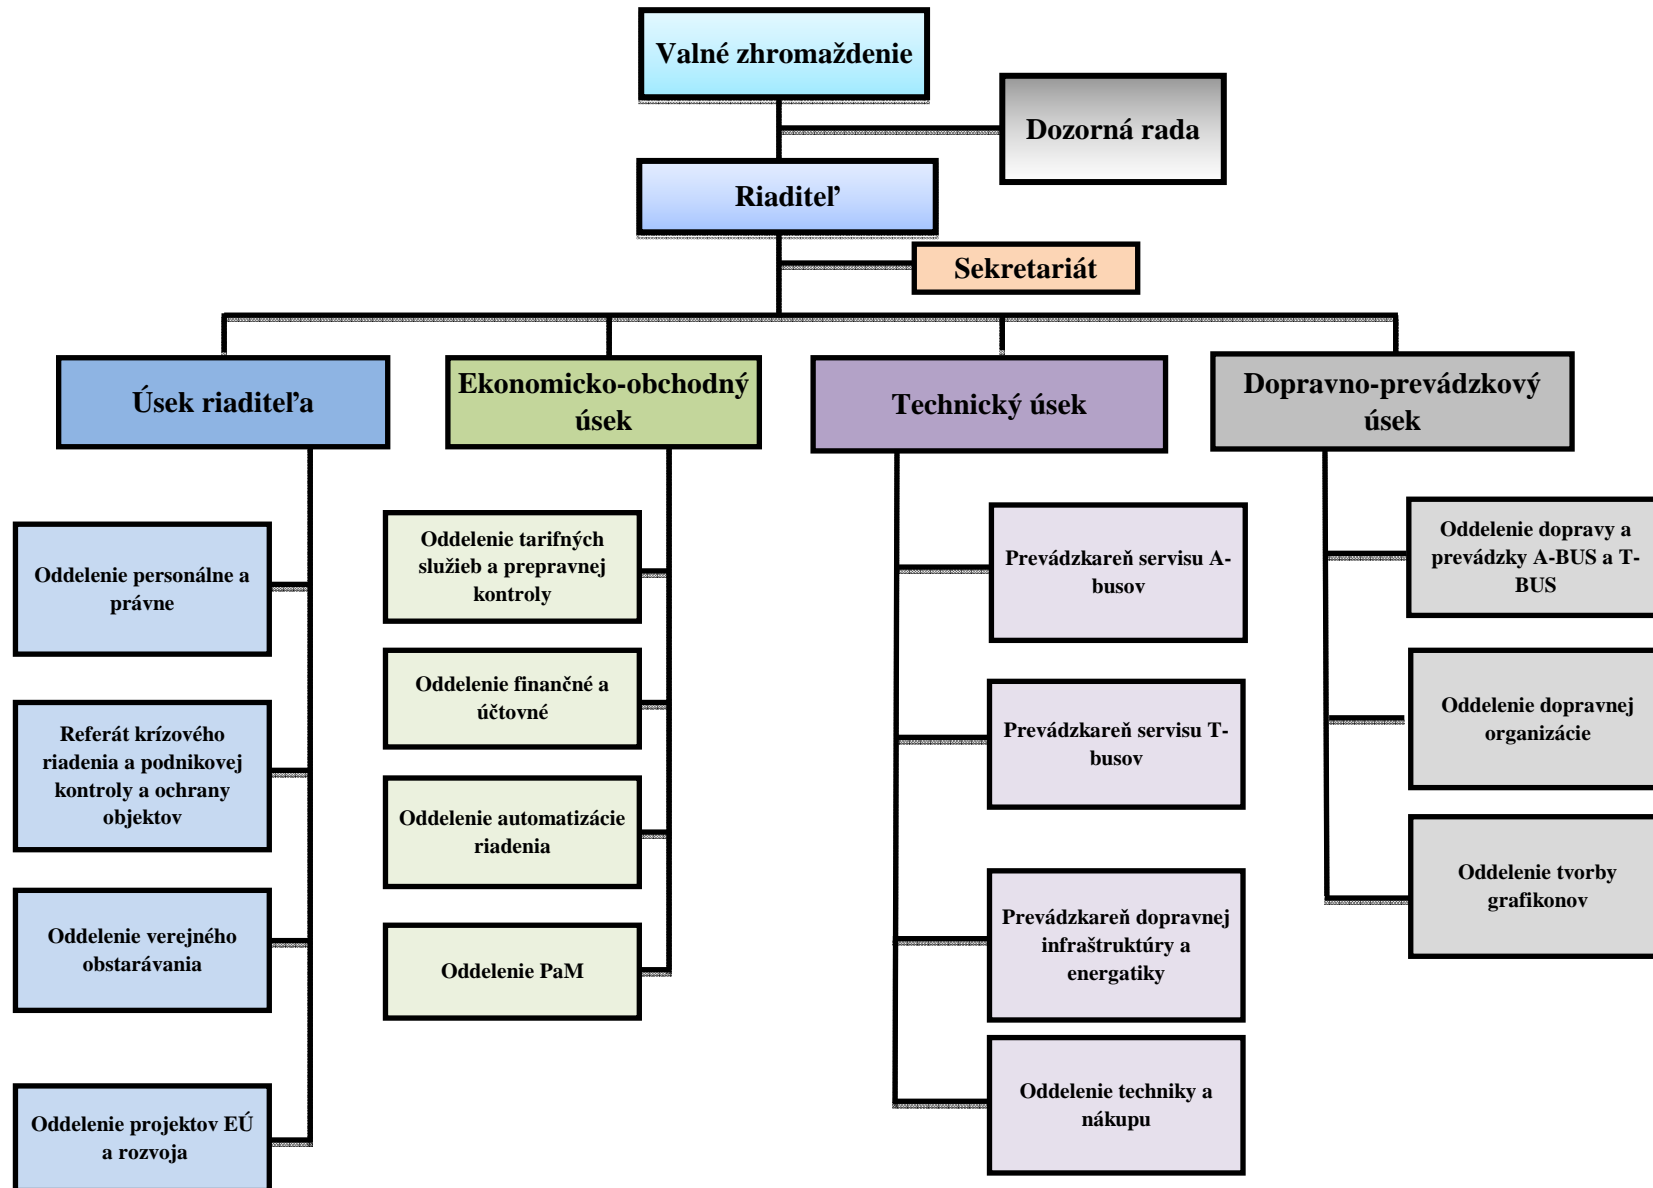 Valné zhromaždenie
Dozorná rada
Riaditeľ
Sekretariát
Úsek riaditeľa
Ekonomicko-obchodný
úsek
Technický úsek
Dopravno-prevádzkový
úsek
Oddelenie personálne a
právne
Referát krízového
riadenia a podnikovej
kontroly a ochrany
objektov
Oddelenie verejného
obstarávania
Oddelenie projektov EÚ
a rozvoja
Oddelenie tarifných
služieb a prepravnej
kontroly
Oddelenie finančné a
účtovné
Oddelenie automatizácie
riadenia
Oddelenie PaM
Prevádzkareň servisu A-
busov
Prevádzkareň servisu T-
busov
Prevádzkareň dopravnej
infraštruktúry a
energatiky
Oddelenie techniky a
nákupu
Oddelenie dopravy a
prevádzky A-BUS a T-
BUS
Oddelenie dopravnej
organizácie
Oddelenie tvorby
grafikonov